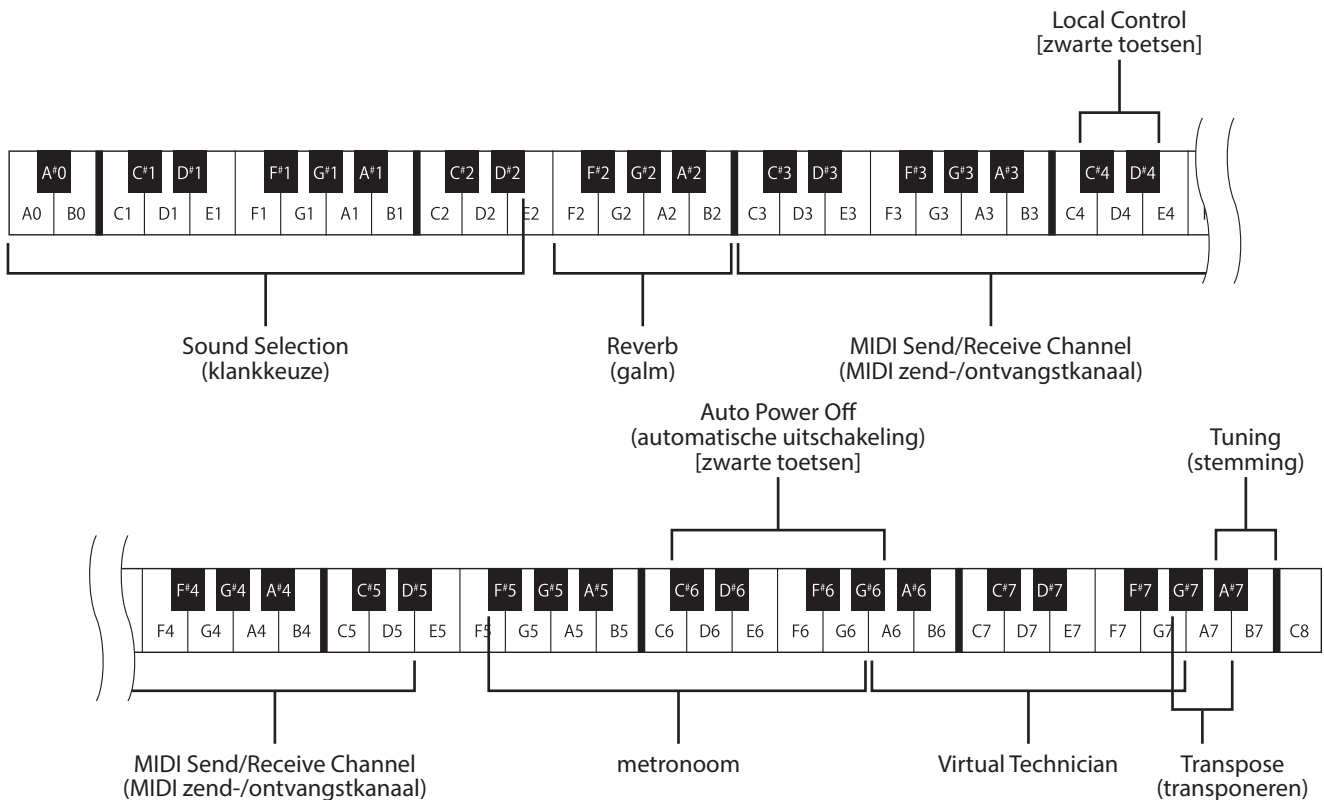 Local Control
[zwarte toetsen]
A#0 C#1 D#1 F#1 G#1 A#1 C#2 D#2 F#2 G#2 A#2 C#3 D#3 F#3 G#3 A#3 C#4 D#4
A0 B0 C1 D1 E1 F1 G1 A1 B1 C2 D2 E2 F2 G2 A2 B2 C3 D3 E3 F3 G3 A3 B3 C4 D4 E4
Sound Selection
(klankkeuze)
Reverb
(galm)
MIDI Send/Receive Channel
(MIDI zend-/ontvangstkanaal)
Auto Power Off
(automatische uitschakeling)
[zwarte toetsen]
Tuning
(stemming)
F#4 G#4 A#4 C#5 D#5 F#5 G#5 A#5 C#6 D#6 F#6 G#6 A#6 C#7 D#7 F#7 G#7 A#7
F4 G4 A4 B4 C5 D5 E5 F5 G5 A5 B5 C6 D6 E6 F6 G6 A6 B6 C7 D7 E7 F7 G7 A7 B7 C8
MIDI Send/Receive Channel
(MIDI zend-/ontvangstkanaal)
metronoom
Virtual Technician
Transpose
(transponeren)